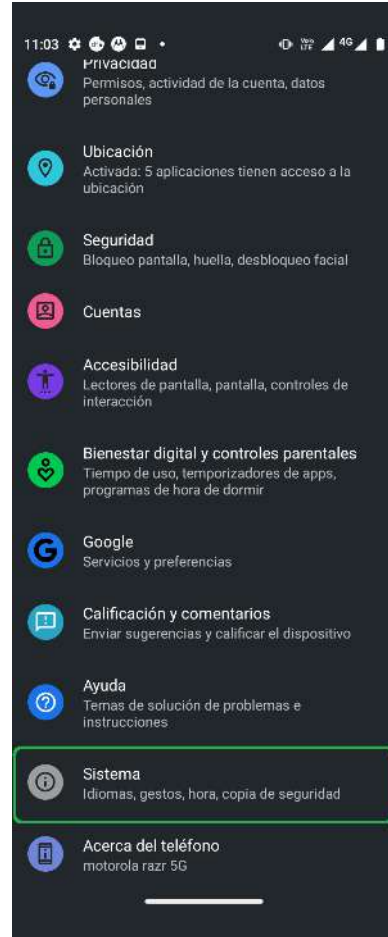 11:03
VoLTE 4G
Privacidad
Permisos, actividad de la cuenta, datos
personales
Ubicación
Activada: 5 aplicaciones tienen acceso a la
ubicación
Seguridad
Bloqueo pantalla, huella, desbloqueo facial
Cuentas
Accesibilidad
Lectores de pantalla, pantalla, controles de
interacción
Bienestar digital y controles parentales
Tiempo de uso, temporizadores de apps,
programas de hora de dormir
Google
Servicios y preferencias
Calificación y comentarios
Enviar sugerencias y calificar el dispositivo
Ayuda
Temas de solución de problemas e
instrucciones
Sistema
Idiomas, gestos, hora, copia de seguridad
Acerca del teléfono
motorola razr 5G